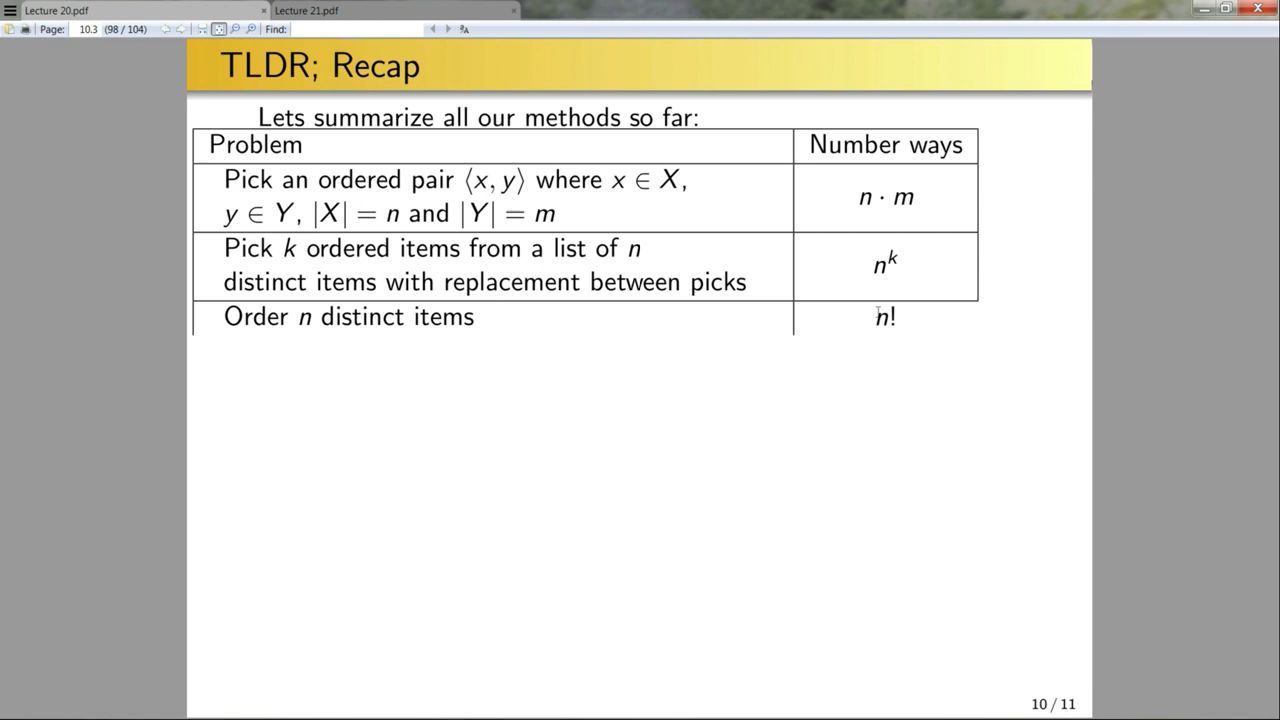 Lecture 20.pdf × Lecture 21.pdf ×
Page: 10.3 (98 / 104) Find:
TLDR; Recap
Lets summarize all our methods so far:
Problem Number ways
Pick an ordered pair ⟨x, y⟩ where x ∈ X,
y ∈ Y, |X| = n and |Y| = m
n · m
Pick k ordered items from a list of n
distinct items with replacement between picks
n^k
Order n distinct items n!
10 / 11